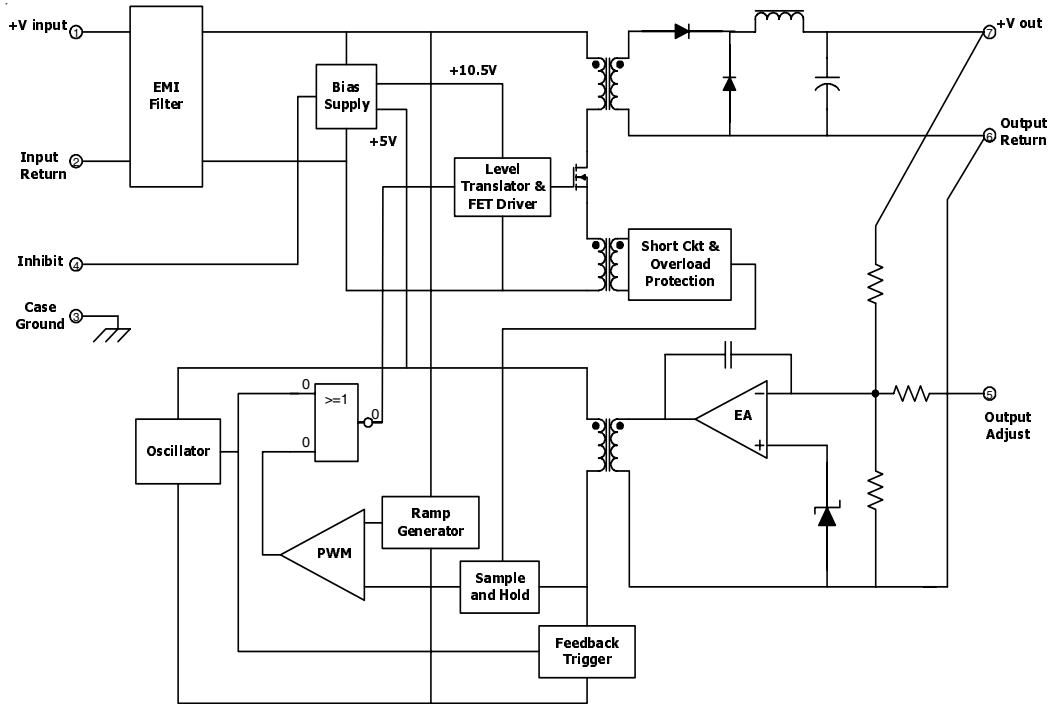 +V input
1
EMI
Filter
Input
Return
2
Inhibit
4
Case
Ground
3
Bias
Supply
+10.5V
+5V
Level
Translator &
FET Driver
Short Ckt &
Overload
Protection
7
+V out
6
Output
Return
5
Output
Adjust
EA
−
+
0
0
>=1
0
Oscillator
Ramp
Generator
PWM
Sample
and Hold
Feedback
Trigger